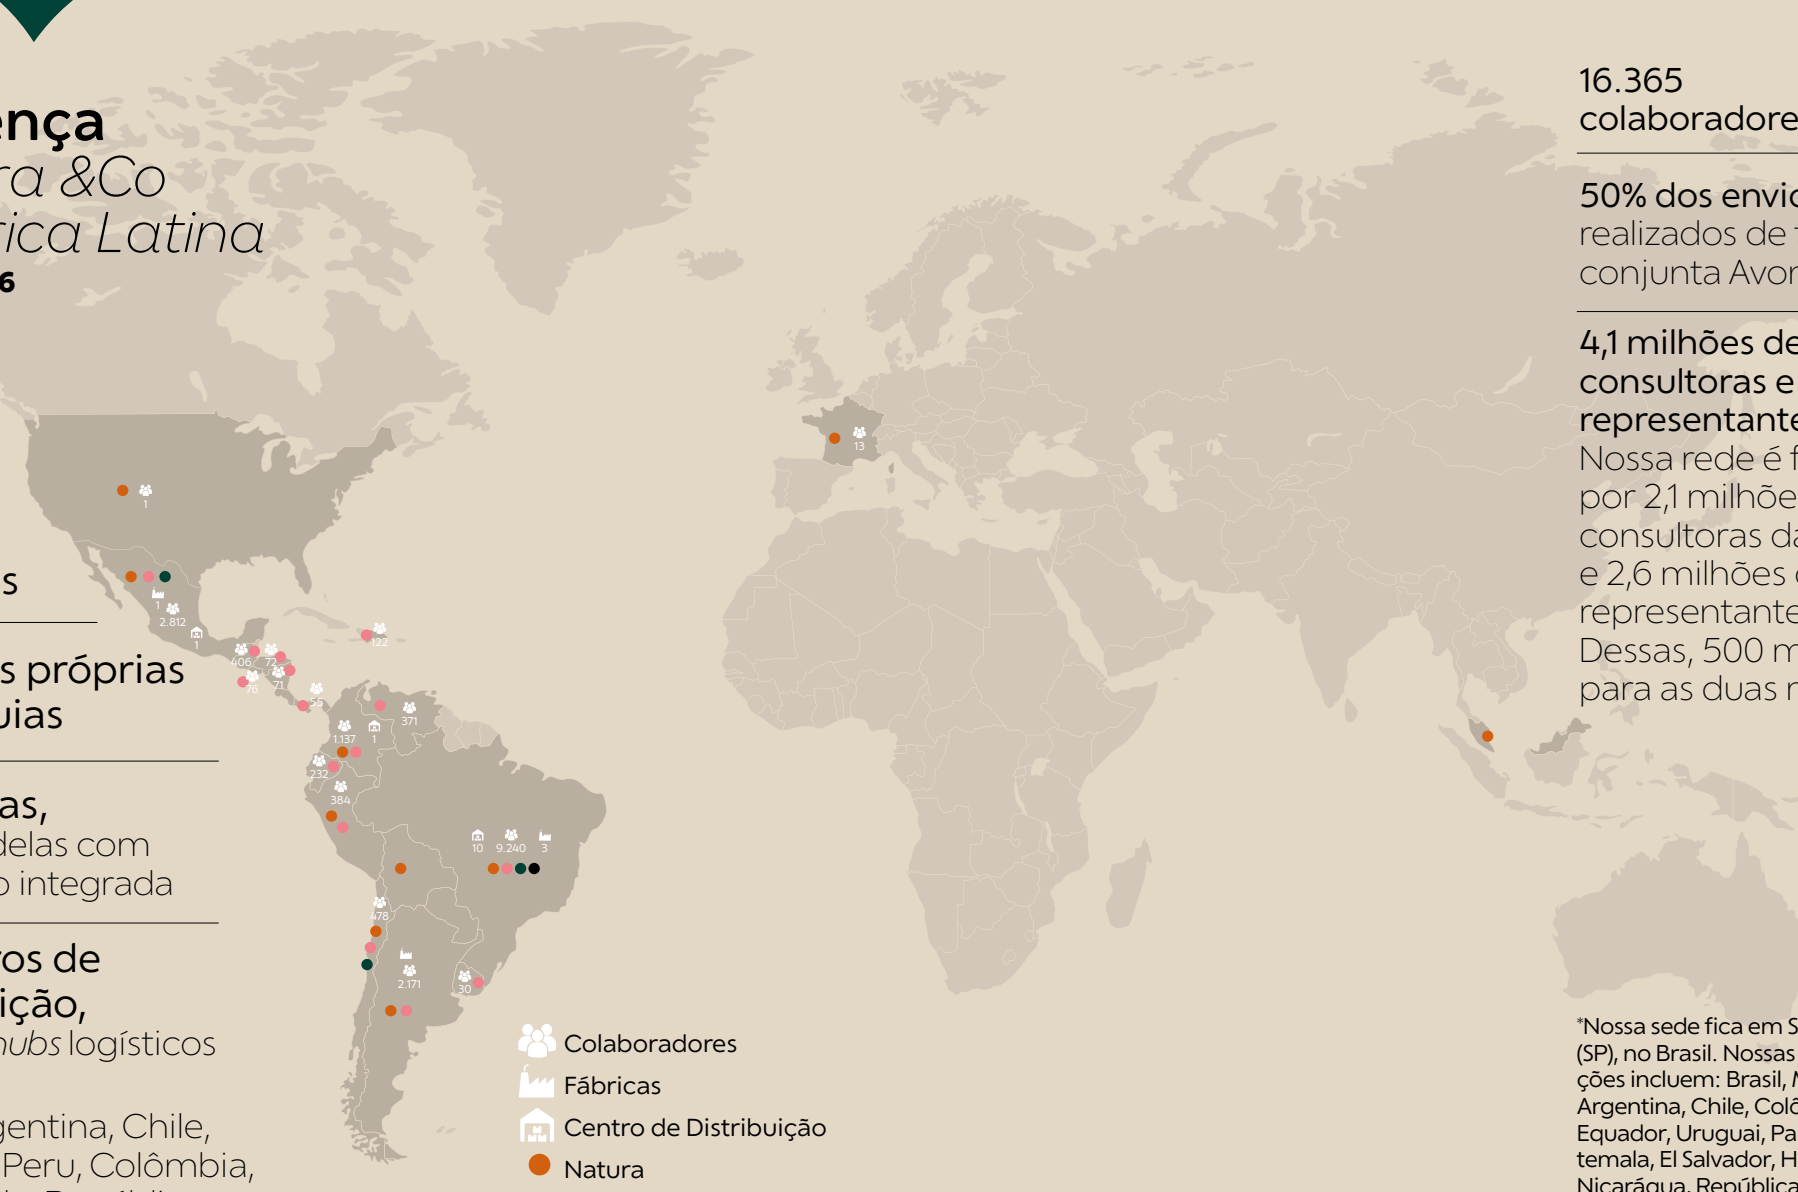 ença
ra &Co
rica Latina
6
s
s próprias
uias
as,
delas com
o integrada
ros de
ição,
hubs logísticos
gentina, Chile,
Peru, Colômbia,
16.365
colaboradore
50% dos envio
realizados de
conjunta Avon
4,1 milhões de
consultoras e
representante
Nossa rede é f
por 2,1 milhõe
consultoras da
e 2,6 milhões
representante
Dessas, 500 m
para as duas
*Nossa sede fica em S
(SP), no Brasil. Nossas
ções incluem: Brasil, M
Argentina, Chile, Colô
Equador, Uruguai, Pa
temala, El Salvador, H
Nicarágua, República
13
1
1
2.812
1
122
406
72
76
71
55
371
1.137
1
232
384
10
9.240
3
478
2.171
30
Colaboradores
Fábricas
Centro de Distribuição
Natura